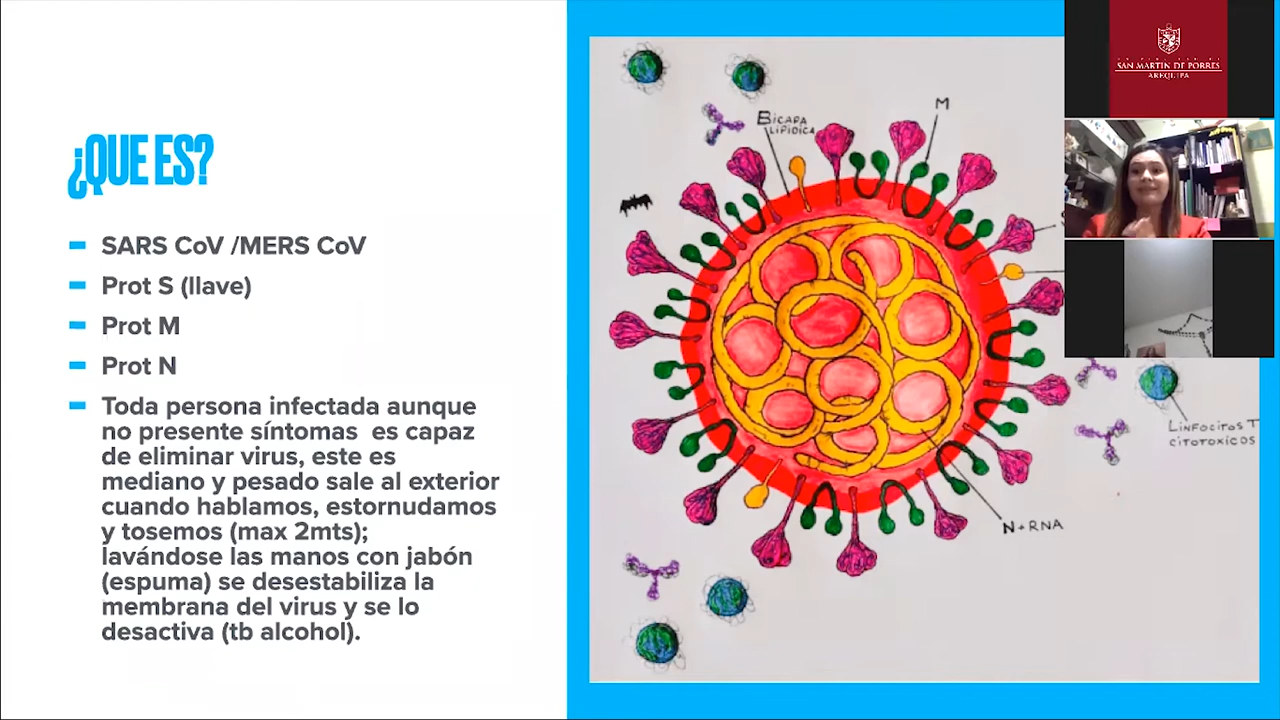 ¿QUE ES?
SARS CoV /MERS CoV
Prot S (llave)
Prot M
Prot N
Toda persona infectada aunque
no presente síntomas es capaz
de eliminar virus, este es
mediano y pesado sale al exterior
cuando hablamos, estornudamos
y tosemos (max 2mts);
lavándose las manos con jabón
(espuma) se desestabiliza la
membrana del virus y se lo
desactiva (tb alcohol).
BICAPA
LIPIDICA
M
N+RNA
LINFOCITOS T
CITOTOXICOS
SAN MARTIN DE PORRES
AREQUIPA